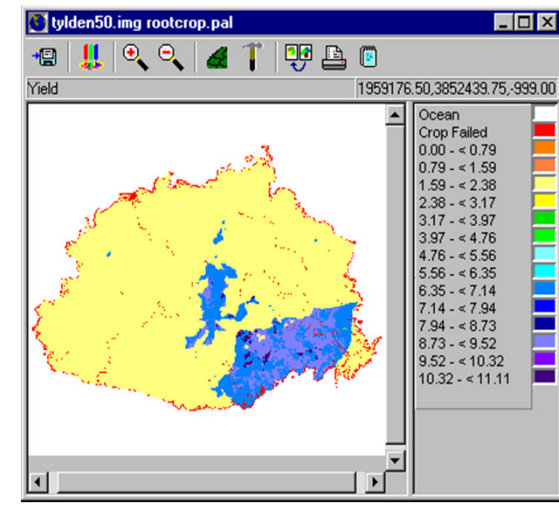 tylden50.img rootcrop.pal
Yield
1959176.50,3852439.75,-999.00
Ocean
Crop Failed
0.00 - < 0.79
0.79 - < 1.59
1.59 - < 2.38
2.38 - < 3.17
3.17 - < 3.97
3.97 - < 4.76
4.76 - < 5.56
5.56 - < 6.35
6.35 - < 7.14
7.14 - < 7.94
7.94 - < 8.73
8.73 - < 9.52
9.52 - < 10.32
10.32 - < 11.11